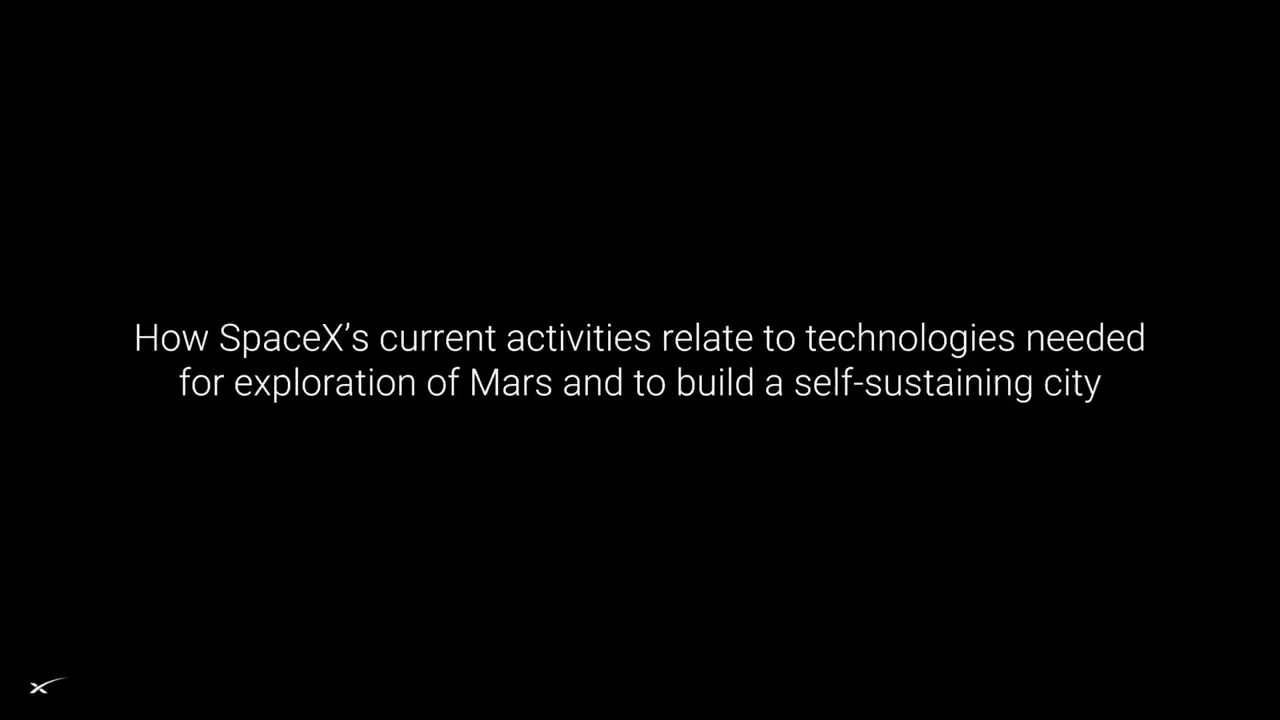 How SpaceX’s current activities relate to technologies needed
for exploration of Mars and to build a self-sustaining city